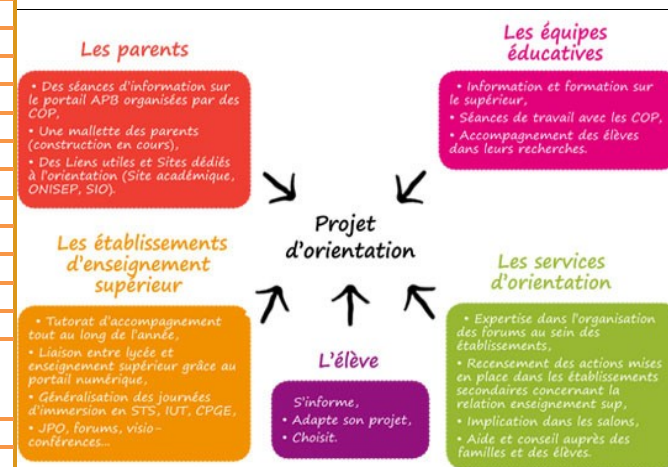 Les parents
• Des séances d'information sur
le portail APB organisées par des
COP,
• Une mallette des parents
(construction en cours),
• Des Liens utiles et Sites dédiés
à l'orientation (Site académique,
ONISEP, SIO).
Les équipes
éducatives
• Information et formation sur
le supérieur,
• Séances de travail avec les COP,
• Accompagnement des élèves
dans leurs recherches.
Projet
d'orientation
Les établissements
d'enseignement
supérieur
• Tutorat d'accompagnement
tout au long de l'année,
• Liaison entre lycée et
enseignement supérieur grâce au
portail numérique,
• Généralisation des journées
d'immersion en STS, IUT, CPGE,
• JPO, forums, visio-
conférences...
L'élève
S'informe,
• Adapte son projet,
• Choisit.
Les services
d'orientation
• Expertise dans l'organisation
des forums au sein des
établissements,
• Recensement des actions mises
en place dans les établissements
secondaires concernant la
relation enseignement sup,
• Implication dans les salons,
• Aide et conseil auprès des
familles et des élèves.